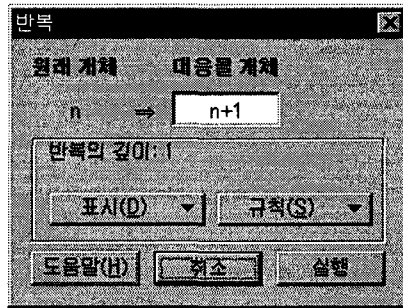 반복
원래 개체 대응될 개체
n ⇒ n+1
반복의 깊이: 1
표시(D) 규칙(S)
도움말(H) 취소 실행